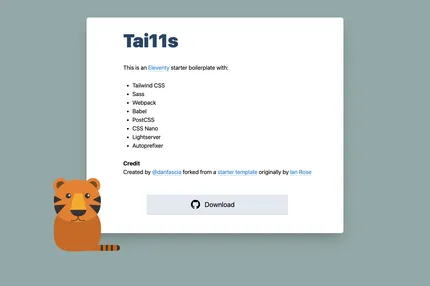 Tai11s
This is an Eleventy starter boilerplate with:
Tailwind CSS
Sass
Webpack
Babel
PostCSS
CSS Nano
Lightserver
Autoprefixer
Credit
Created by @danfascia forked from a starter template originally by Ian Rose
Download